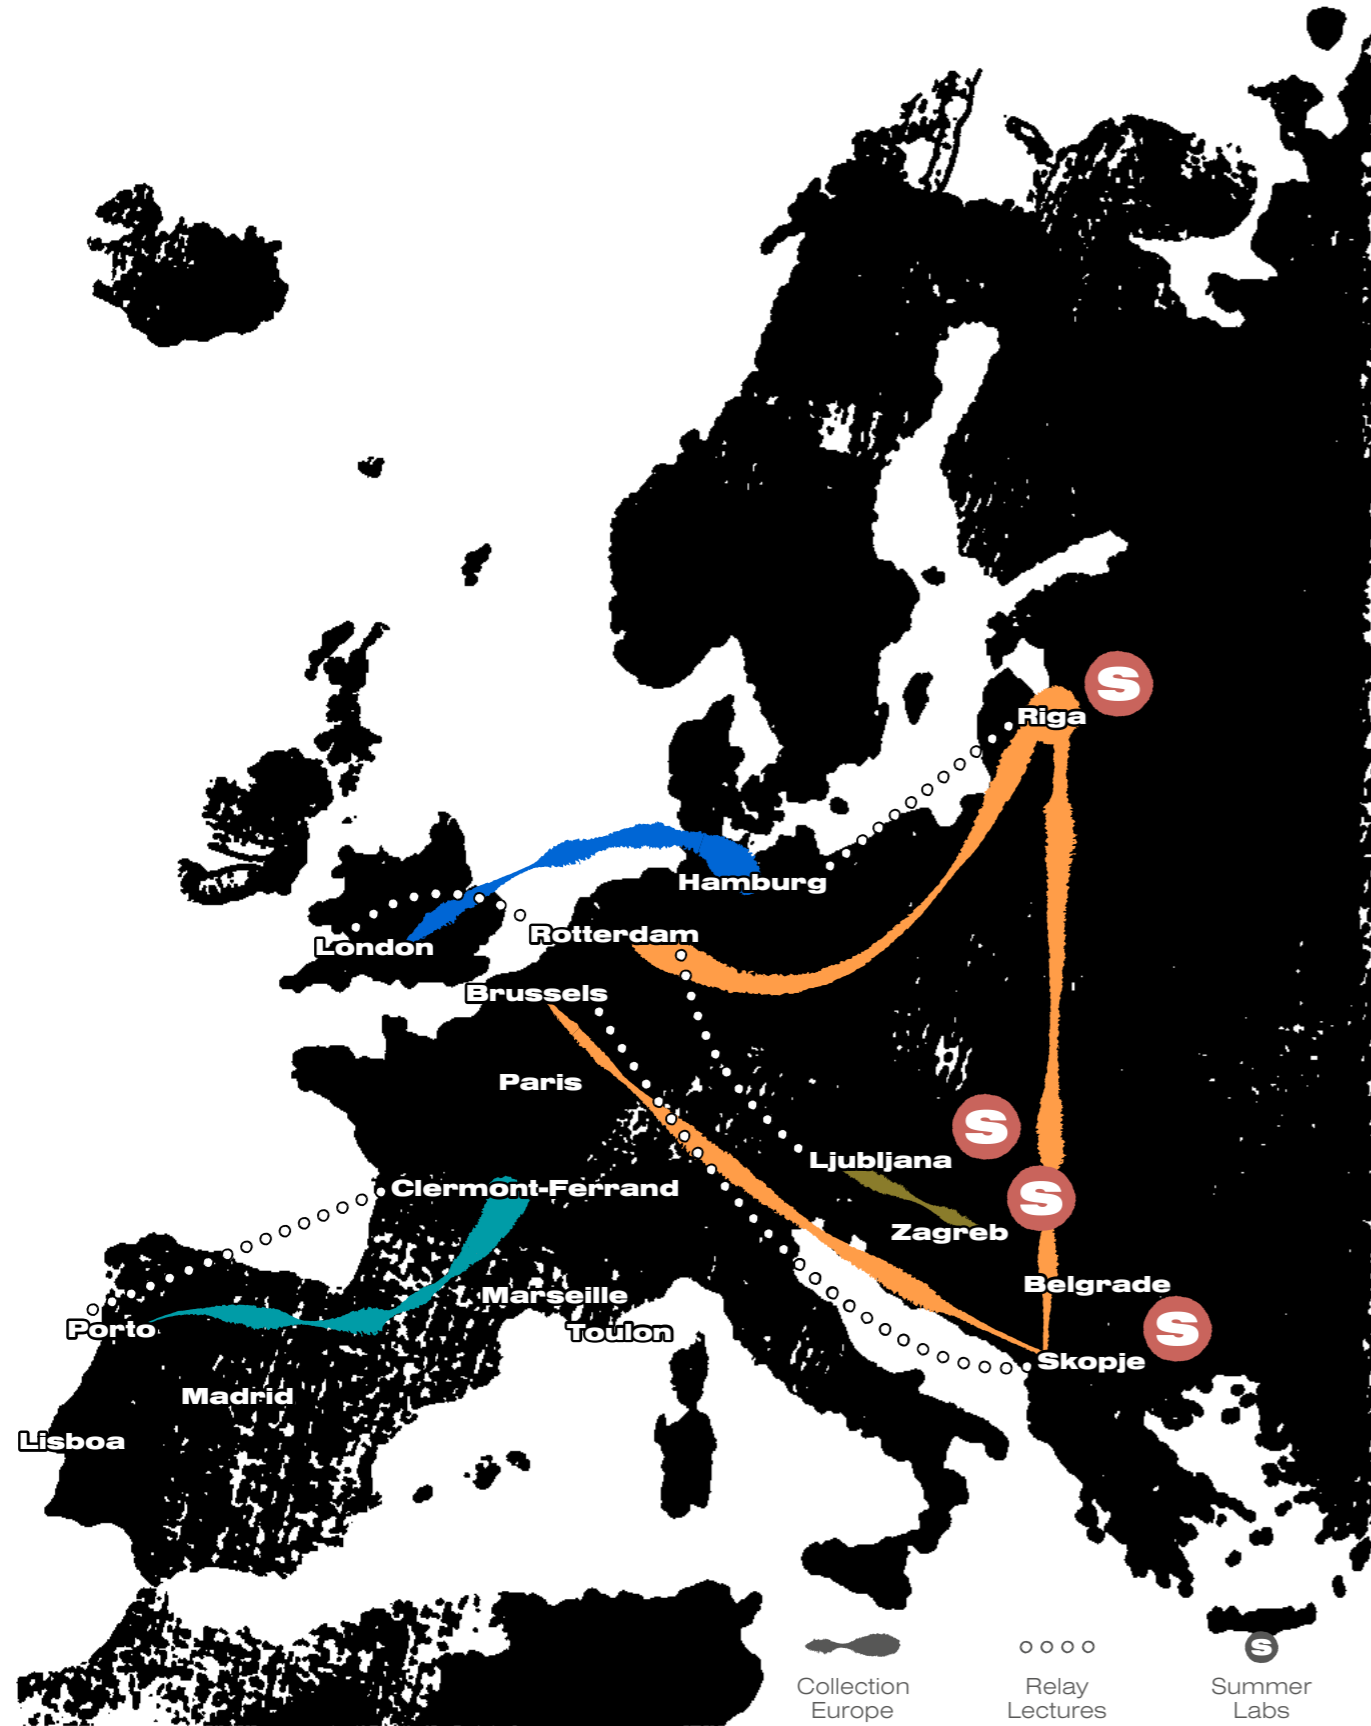 S
Riga
Hamburg
Rotterdam
London
Brussels
Paris
S
Ljubljana
Clermont-Ferrand
S
Zagreb
Belgrade
Marseille
Porto
Toulon
S
Skopje
Madrid
Lisboa
S
Collection
Europe
Relay
Lectures
Summer
Labs